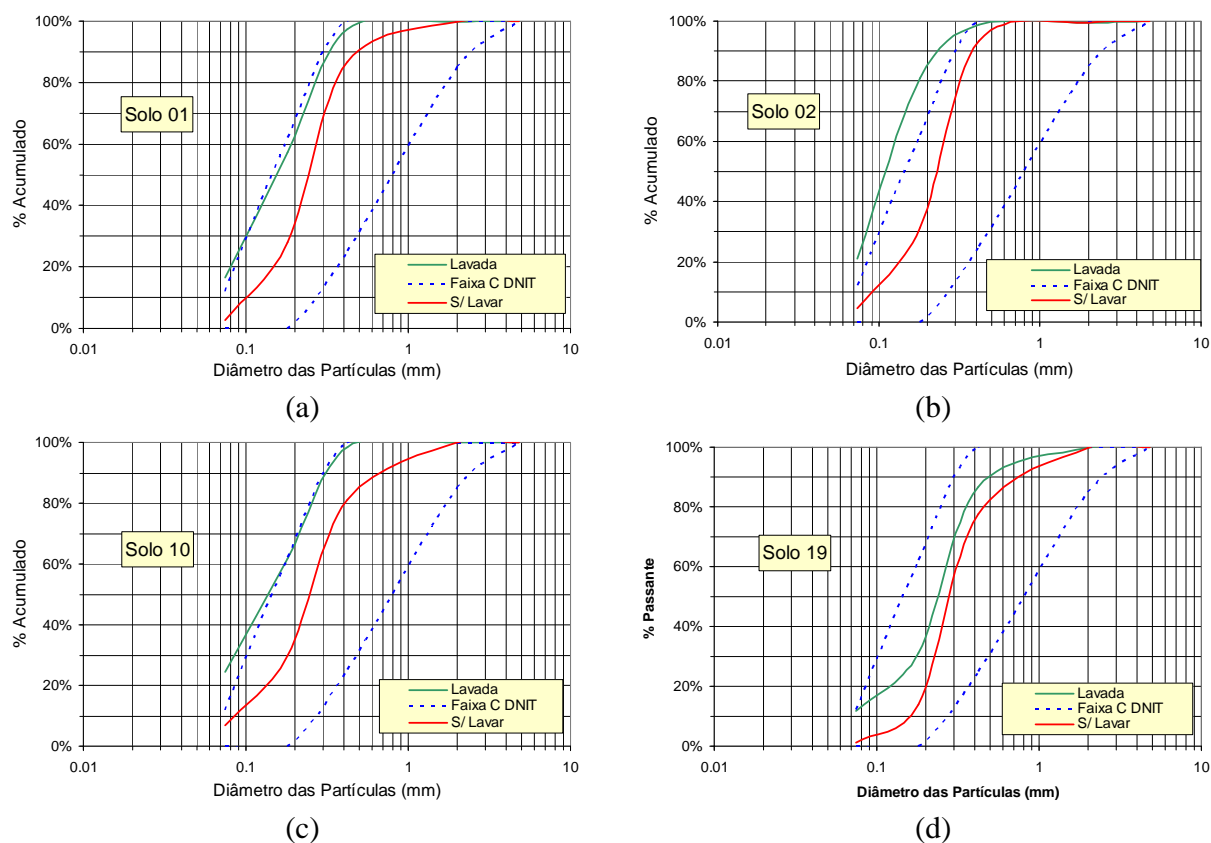 100%
80%
60%
40%
20%
0%
% Acumulado
Solo 01
Lavada
Faixa C DNIT
S/ Lavar
0.01
0.1
1
10
Diâmetro das Partículas (mm)
(a)
100%
80%
60%
40%
20%
0%
% Acumulado
Solo 02
Lavada
Faixa C DNIT
S/ Lavar
0.01
0.1
1
10
Diâmetro das Partículas (mm)
(b)
100%
80%
60%
40%
20%
0%
% Acumulado
Solo 10
Lavada
Faixa C DNIT
S/ Lavar
0.01
0.1
1
10
Diâmetro das Partículas (mm)
(c)
100%
80%
60%
40%
20%
0%
% Passante
Solo 19
Lavada
Faixa C DNIT
S/ Lavar
0.01
0.1
1
10
Diâmetro das Partículas (mm)
(d)